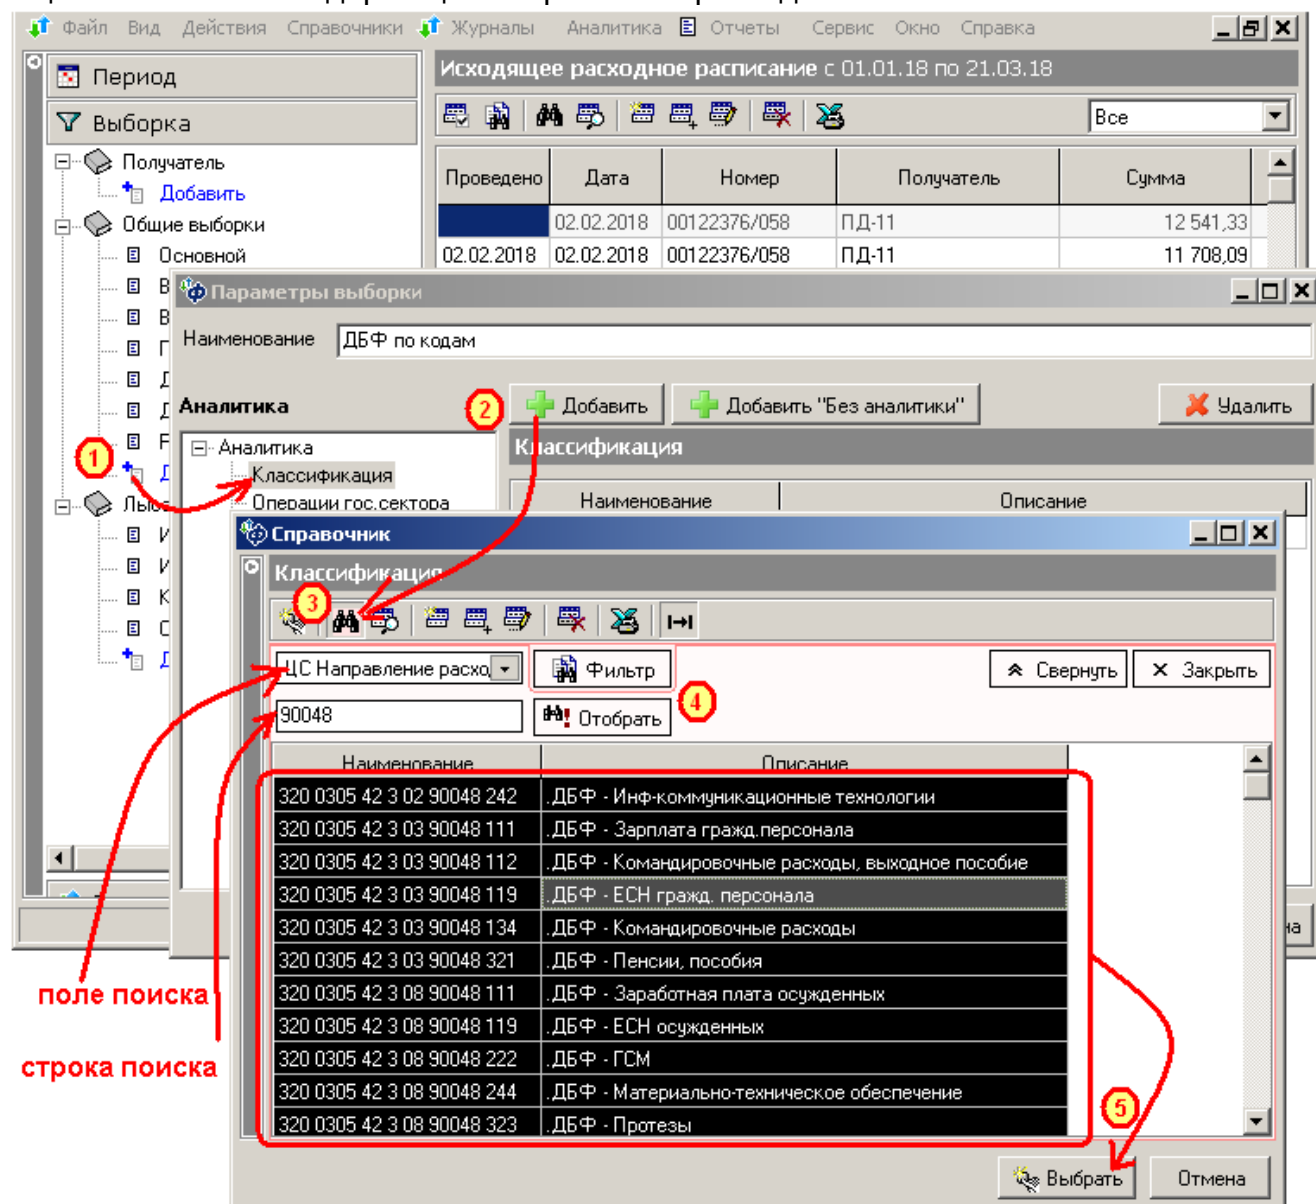 Файл Вид Действия Справочники Журналы Аналитика Отчеты Сервис Окно Справка
Период
Выборка
Получатель
Добавить
Общие выборки
Основной
Исходящее расходное расписание с 01.01.18 по 21.03.18
Все
Проведено Дата Номер Получатель Сумма
02.02.2018 00122376/058 ПД-11 12 541,33
02.02.2018 02.02.2018 00122376/058 ПД-11 11 708,09
Параметры выборки
Наименование ДБФ по кодам
Аналитика
2
Добавить
Добавить "Без аналитики"
Удалить
1
Аналитика
Классификация
Операции гос.сектора
Классификация
Наименование Описание
Справочник
Классификация
3
ЦС Направление расхо
Фильтр
Свернуть
Закрыть
90048
Отобрать
4
Наименование Описание
320 0305 42 3 02 90048 242 .ДБФ - Инф-коммуникационные технологии
320 0305 42 3 03 90048 111 .ДБФ - Зарплата гражд.персонала
320 0305 42 3 03 90048 112 .ДБФ - Командировочные расходы, выходное пособие
320 0305 42 3 03 90048 119 .ДБФ - ЕСН гражд. персонала
320 0305 42 3 03 90048 134 .ДБФ - Командировочные расходы
320 0305 42 3 03 90048 321 .ДБФ - Пенсии, пособия
320 0305 42 3 08 90048 111 .ДБФ - Заработная плата осужденных
320 0305 42 3 08 90048 119 .ДБФ - ЕСН осужденных
320 0305 42 3 08 90048 222 .ДБФ - ГСМ
320 0305 42 3 08 90048 244 .ДБФ - Материально-техническое обеспечение
320 0305 42 3 08 90048 323 .ДБФ - Протезы
поле поиска
строка поиска
5
Выбрать
Отмена